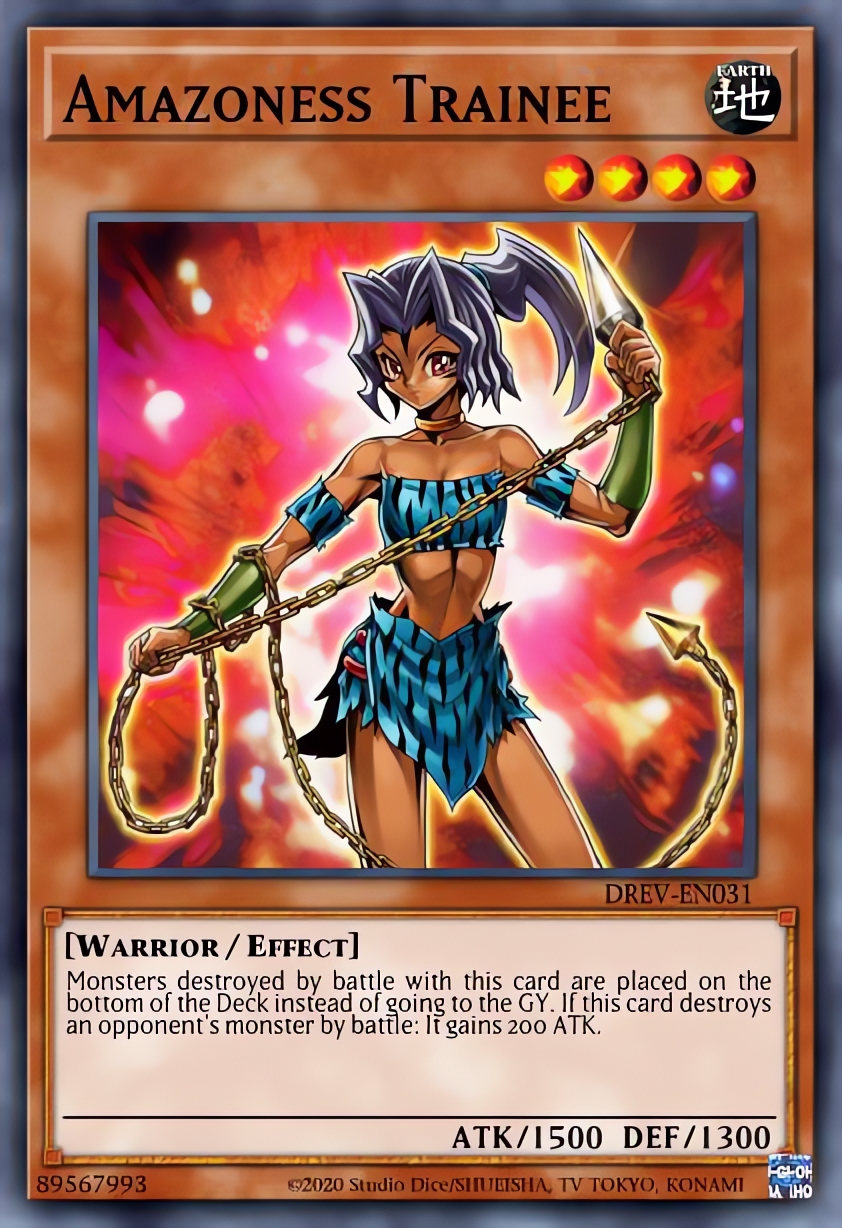 AMAZONESS TRAINEE
EARTH
地
DREV-EN031
[WARRIOR / EFFECT]
Monsters destroyed by battle with this card are placed on the
bottom of the Deck instead of going to the GY. If this card destroys
an opponent's monster by battle: It gains 200 ATK.
ATK/1500 DEF/1300
89567993
©2020 Studio Dice/SHUEISHA, TV TOKYO, KONAMI